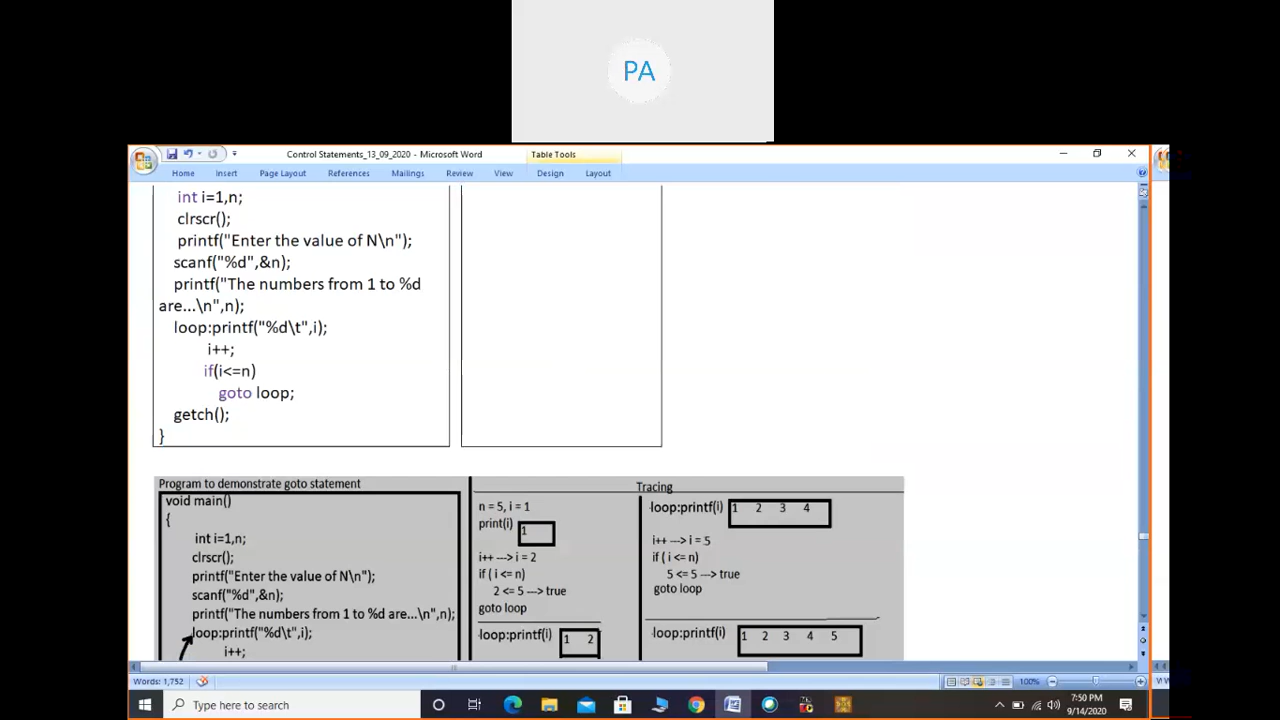 PA
Control Statements_13_09_2020 - Microsoft Word
Table Tools
Home Insert Page Layout References Mailings Review View Design Layout
int i=1,n;
clrscr();
printf("Enter the value of N\n");
scanf("%d",&n);
printf("The numbers from 1 to %d
are...\n",n);
loop:printf("%d\t",i);
i++;
if(i<=n)
goto loop;
getch();
}
Program to demonstrate goto statement
void main()
{
int i=1,n;
clrscr();
printf("Enter the value of N\n");
scanf("%d",&n);
printf("The numbers from 1 to %d are...\n",n);
loop:printf("%d\t",i);
i++;
Tracing
n = 5, i = 1
print(i) 1
i++ ---> i = 2
if ( i <= n)
2 <= 5 ---> true
goto loop
loop:printf(i) 1 2
loop:printf(i) 1 2 3 4
i++ ---> i = 5
if ( i <= n)
5 <= 5 ---> true
goto loop
loop:printf(i) 1 2 3 4 5
Words: 1,752
100%
Type here to search
7:50 PM
9/14/2020